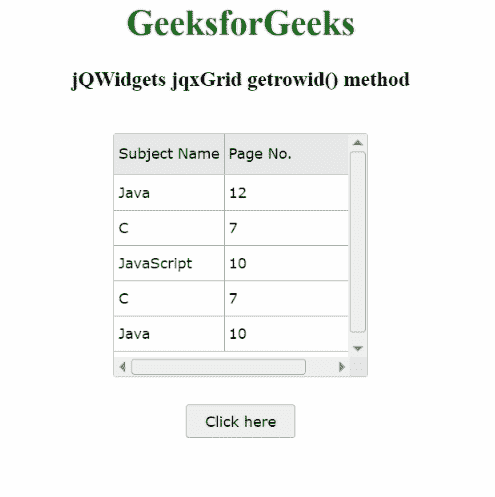 GeeksforGeeks
jQWidgets jqxGrid getrowid() method
Subject Name Page No.
Java 12
C 7
JavaScript 10
C 7
Java 10
Click here